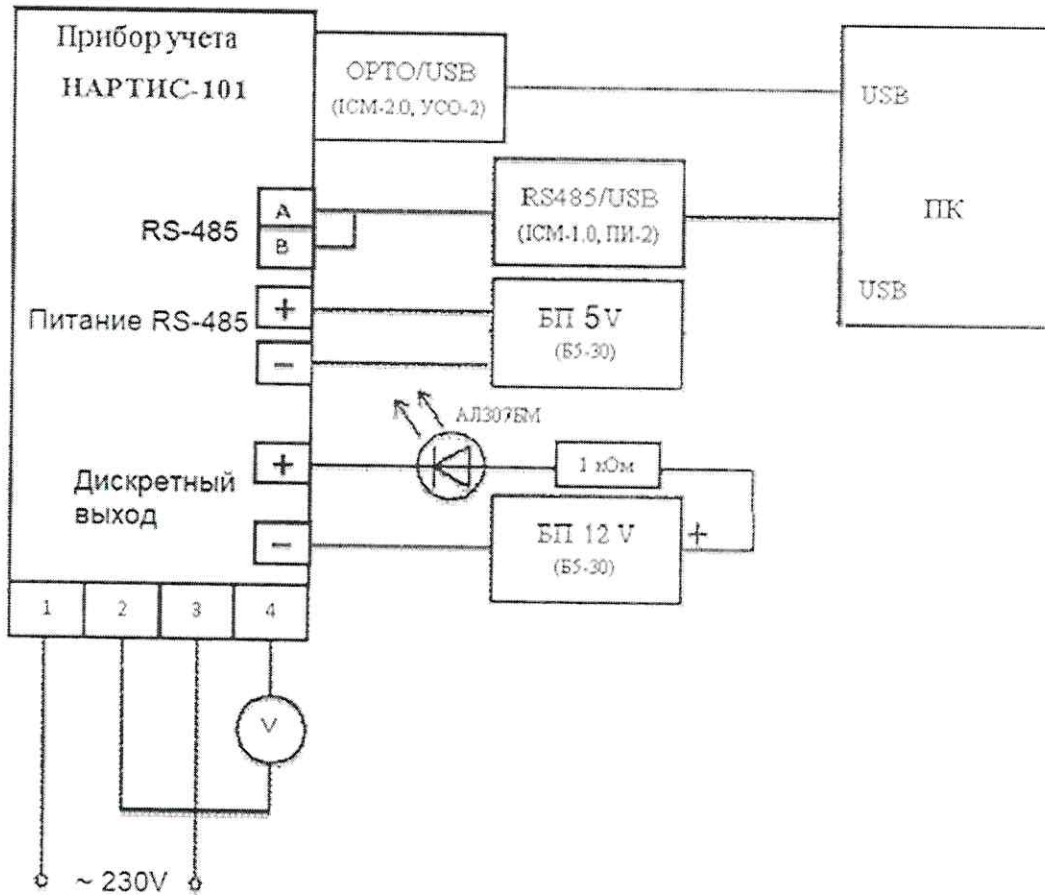 Прибор учета
НАРТИС-101
ОРТО/USB
(ICM-2.0, УСО-2)
USB
ПК
USB
RS-485
A
B
RS485/USB
(ICM-1.0, ПИ-2)
Питание RS-485
+
−
БП 5V
(Б5-30)
АЛ307БМ
1 кОм
Дискретный
выход
+
−
БП 12 V
(Б5-30)
+
1 2 3 4
V
~ 230V